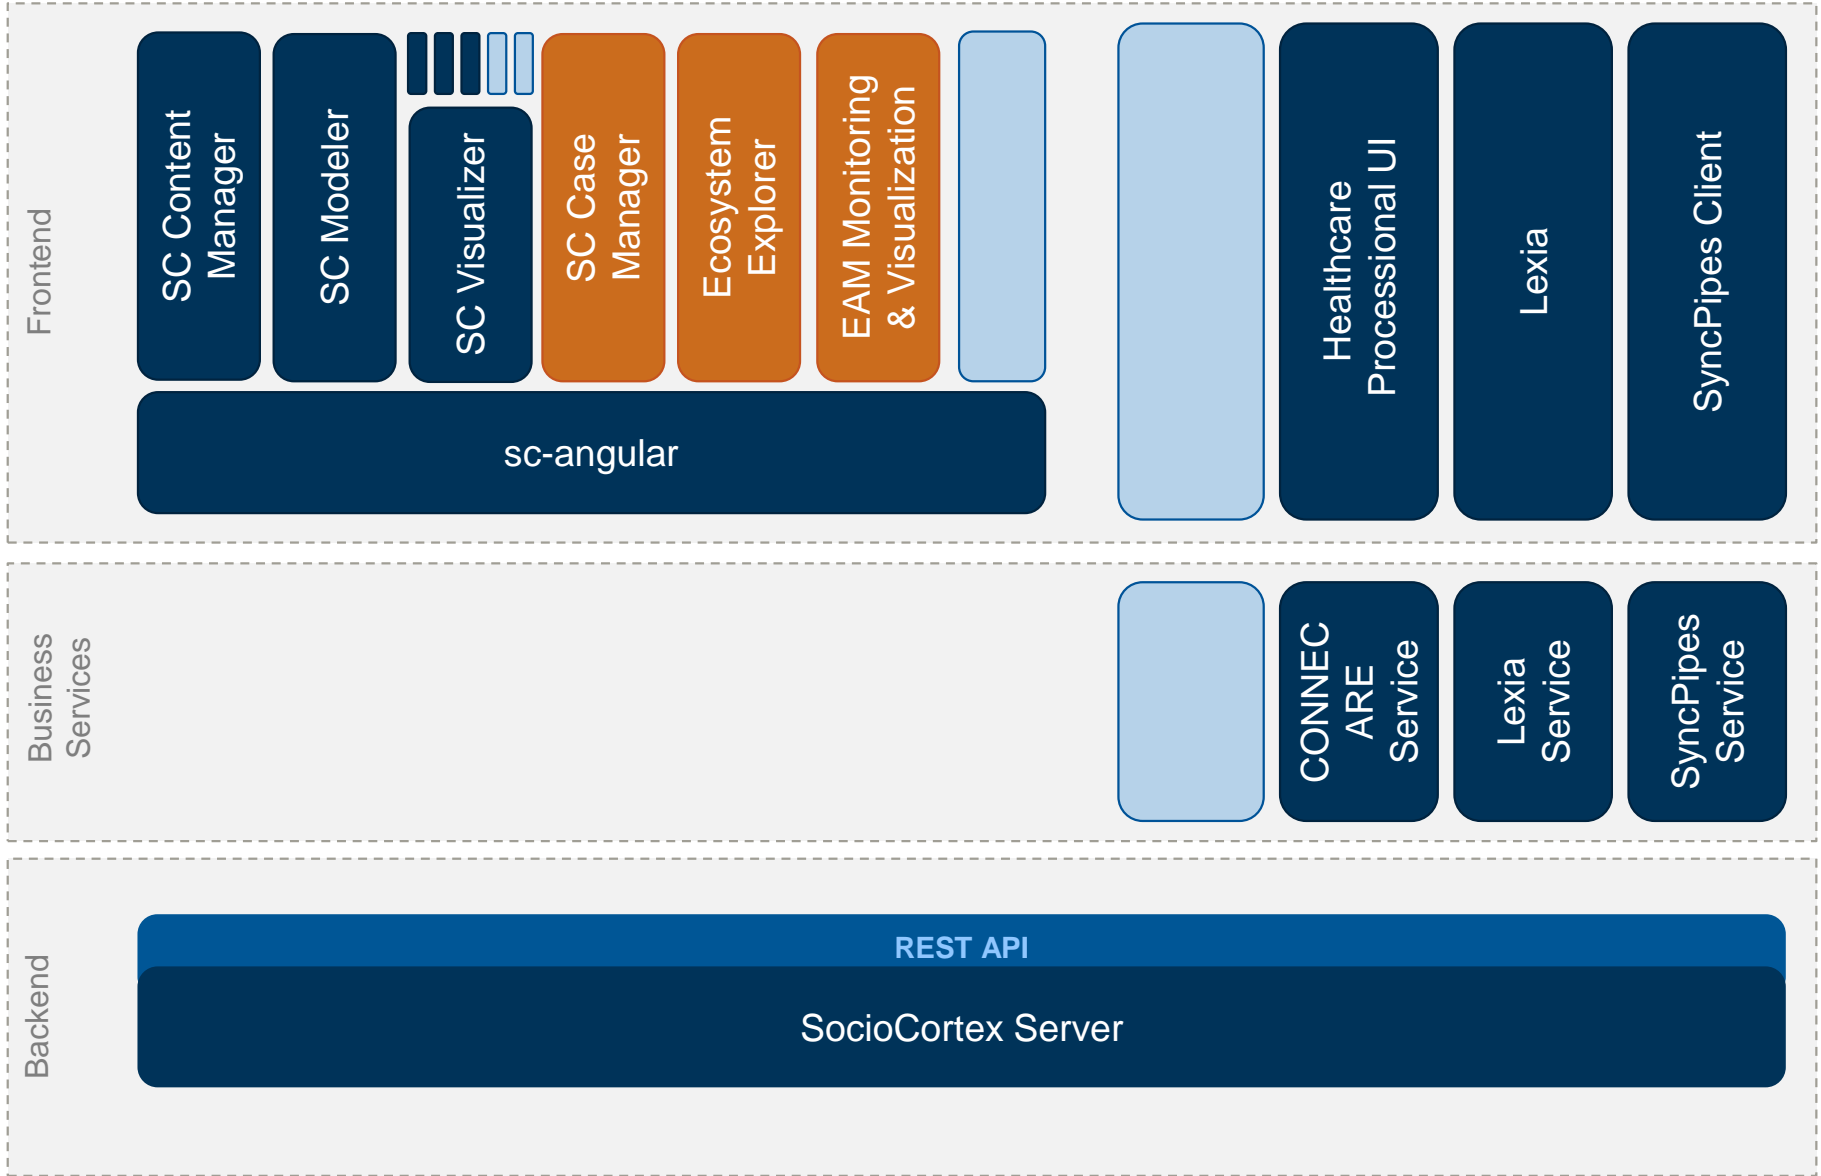 Frontend
SC Content
Manager
SC Modeler
SC Visualizer
SC Case
Manager
Ecosystem
Explorer
EAM Monitoring
& Visualization
Healthcare
Processional UI
Lexia
SyncPipes Client
sc-angular
Business
Services
CONNEC
ARE
Service
Lexia
Service
SyncPipes
Service
Backend
REST API
SocioCortex Server